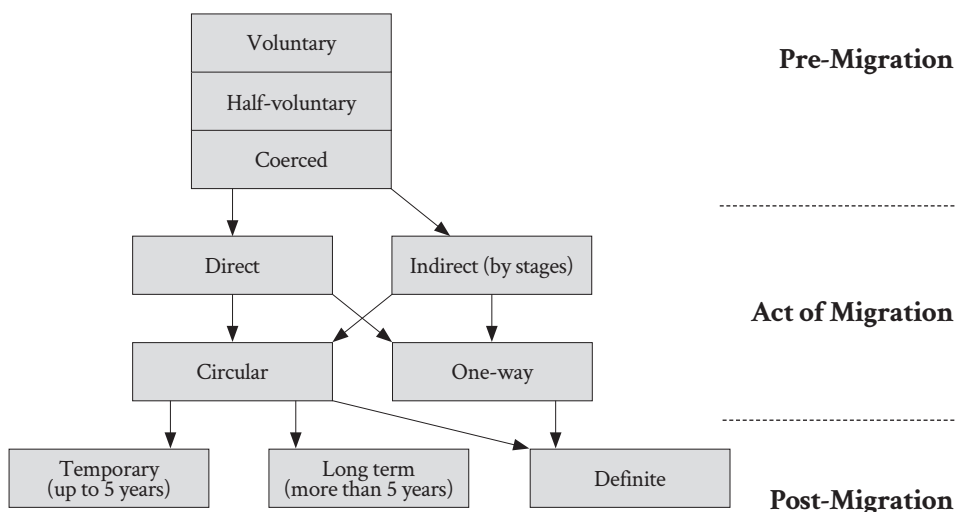 Voluntary
Pre-Migration
Half-voluntary
Coerced
Direct
Indirect (by stages)
Act of Migration
Circular
One-way
Temporary
(up to 5 years)
Long term
(more than 5 years)
Definite
Post-Migration